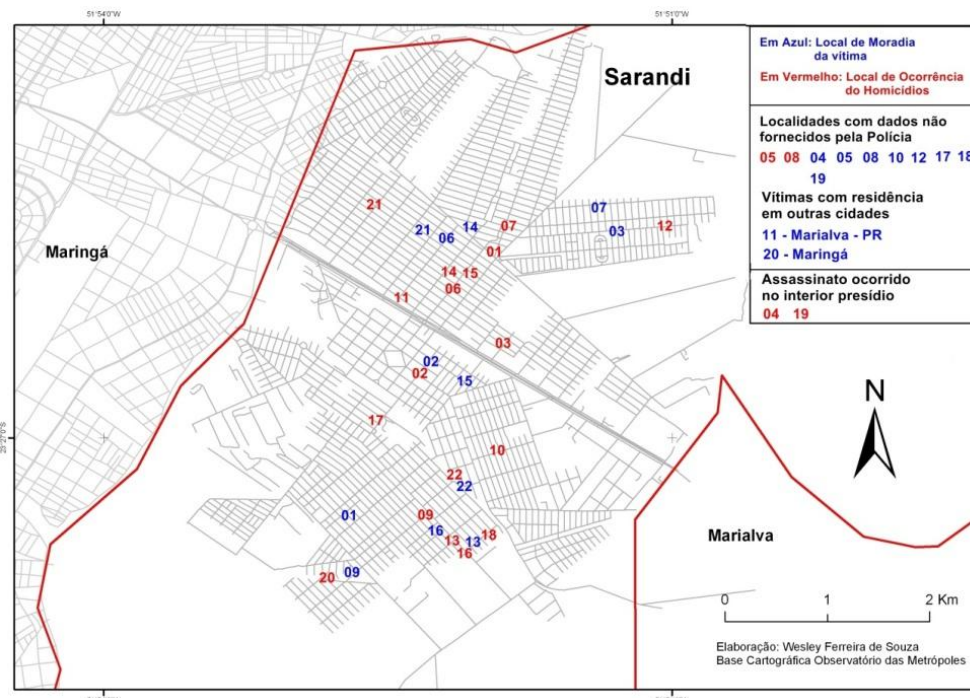 51°54'0"W
51°51'0"W
Sarandi
Em Azul: Local de Moradia
da vítima
Em Vermelho: Local de Ocorrência
do Homicídios
Localidades com dados não
fornecidos pela Polícia
05 08 04 05 08 10 12 17 18
19
Vítimas com residência
em outras cidades
11 - Marialva - PR
20 - Maringá
Assassinato ocorrido
no interior presídio
04 19
Maringá
21
07
21 06 14 07 03 12
01
14 15
06
11
03
02
02 15
17
10
22
22
01 09
16 13 13 18
16
20 09
N
Marialva
0 1 2 Km
Elaboração: Wesley Ferreira de Souza
Base Cartográfica Observatório das Metrópoles